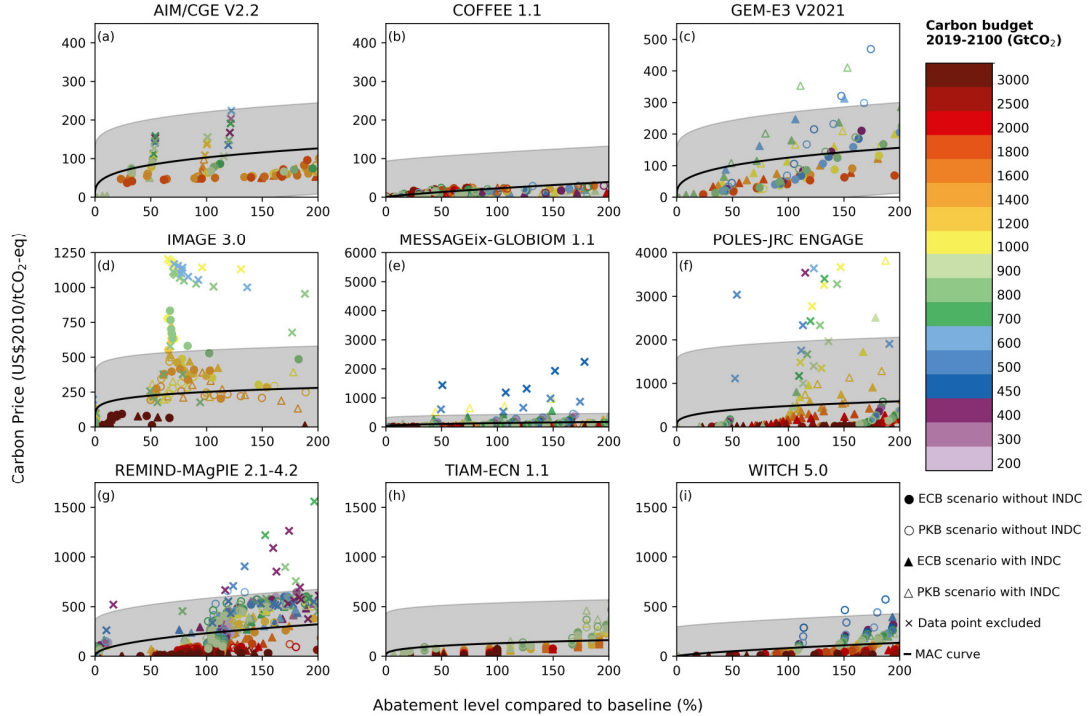 AIM/CGE V2.2
COFFEE 1.1
GEM-E3 V2021
Carbon budget
2019-2100 (GtCO₂)
(a)
(b)
(c)
400
300
200
100
0
0 50 100 150 200
400
300
200
100
0
0 50 100 150 200
500
400
300
200
100
0
0 50 100 150 200
3000
2500
2000
1800
1600
1400
1200
1000
900
800
700
600
500
450
400
300
200
Carbon Price (US$2010/tCO₂-eq)
IMAGE 3.0
MESSAGEix-GLOBIOM 1.1
POLES-JRC ENGAGE
(d)
(e)
(f)
1250
1000
750
500
250
0
0 50 100 150 200
6000
5000
4000
3000
2000
1000
0
0 50 100 150 200
4000
3000
2000
1000
0
0 50 100 150 200
REMIND-MAgPIE 2.1-4.2
TIAM-ECN 1.1
WITCH 5.0
(g)
(h)
(i)
1500
1000
500
0
0 50 100 150 200
1500
1000
500
0
0 50 100 150 200
1500
1000
500
0
0 50 100 150 200
ECB scenario without INDC
PKB scenario without INDC
ECB scenario with INDC
PKB scenario with INDC
Data point excluded
MAC curve
Abatement level compared to baseline (%)